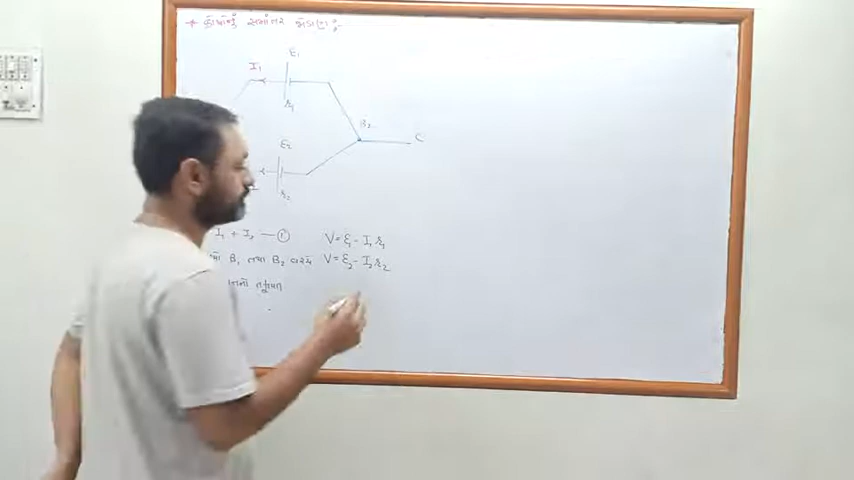 * કોષોનું સમાંતર જોડાણ :-
ε₁
I₁
r₁
B₂
C
ε₂
I
r₂
I₁ + I₂ — ①
V = ε₁ - I₁ r₁
B₁ તથા B₂ વચ્ચે
V = ε₂ - I₂ r₂
તફાવત